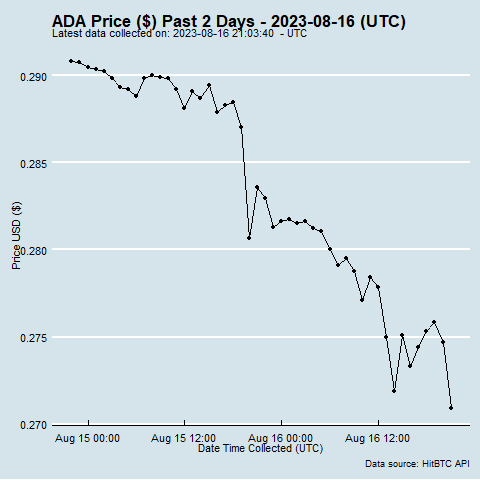 ADA Price ($) Past 2 Days - 2023-08-16 (UTC)
Latest data collected on: 2023-08-16 21:03:40 - UTC
0.290
0.285
0.280
0.275
0.270
Price USD ($)
Aug 15 00:00 Aug 15 12:00 Aug 16 00:00 Aug 16 12:00
Date Time Collected (UTC)
Data source: HitBTC API